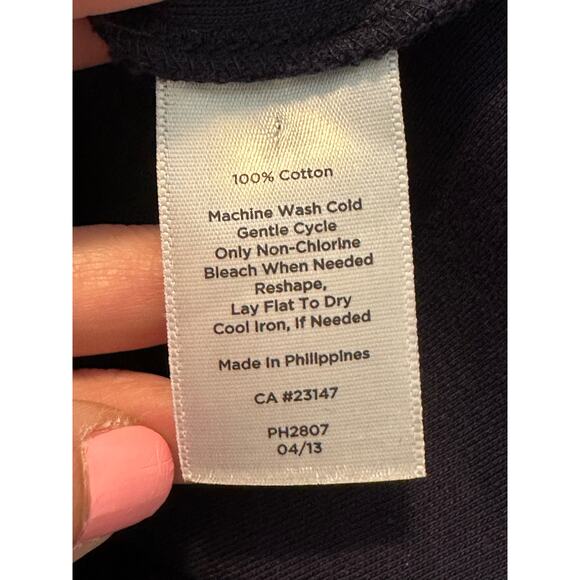 100% Cotton
Machine Wash Cold
Gentle Cycle
Only Non-Chlorine
Bleach When Needed
Reshape,
Lay Flat To Dry
Cool Iron, If Needed
Made In Philippines
CA #23147
PH2807
04/13